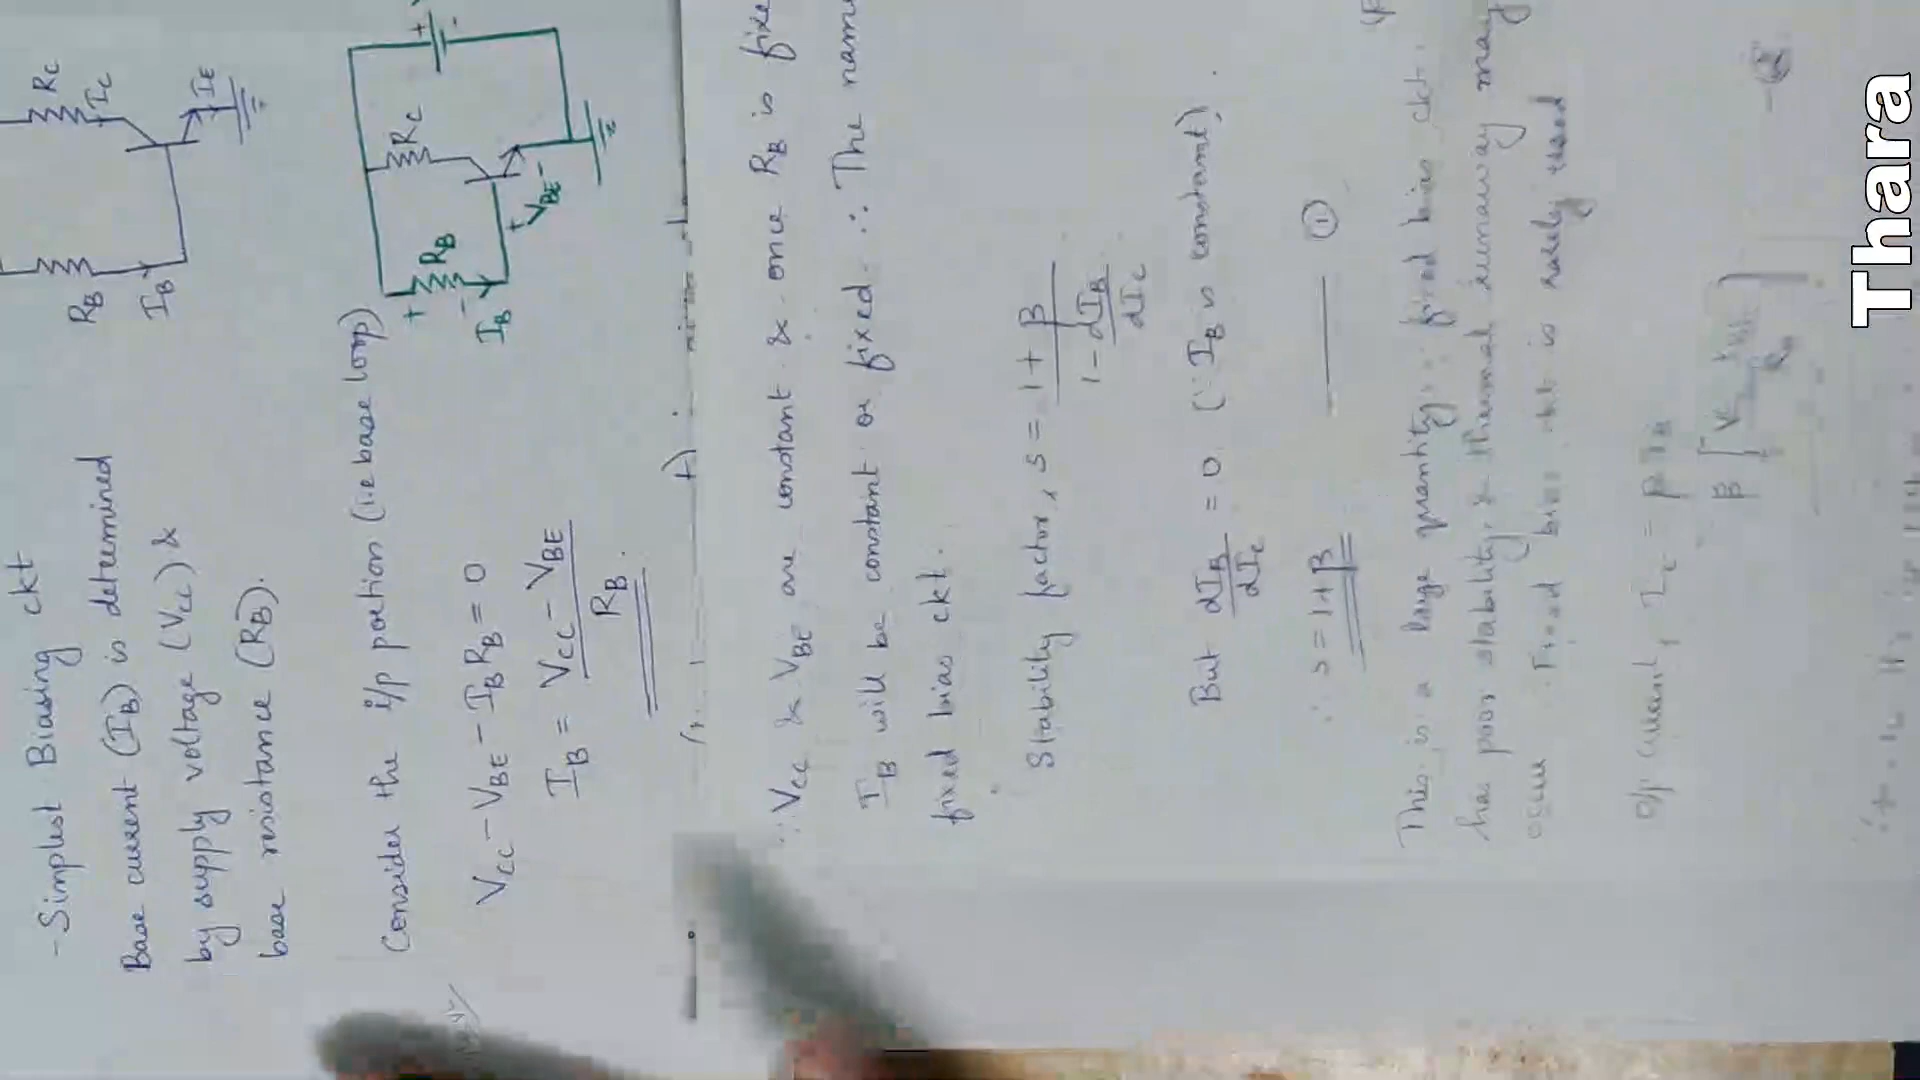 - Simplest Biasing ckt
Base current (IB) is determined
by supply voltage (VCC) &
base resistance (RB).
RB
IB
RC
IC
IE
Consider the i/p portion (i.e base loop)
VCC - VBE - IBRB = 0
IB = VCC - VBE
RB
+ RB -
IB
RC
+ VBE -
+ -
∴ VCC & VBE are constant & once RB is fixe
IB will be constant or fixed. ∴ The name
fixed bias ckt.
Stability factor, s = 1 + β
1 - dIB
dIC
But dIB = 0 (∵ IB is constant).
dIC
∴ s = 1+β ①
This is a large quantity ∴ fixed bias ckt.
has poor stability & thermal runaway may
occur ∴ Fixed bias ckt is rarely used
O/p current, IC = β IB
β [
Thara